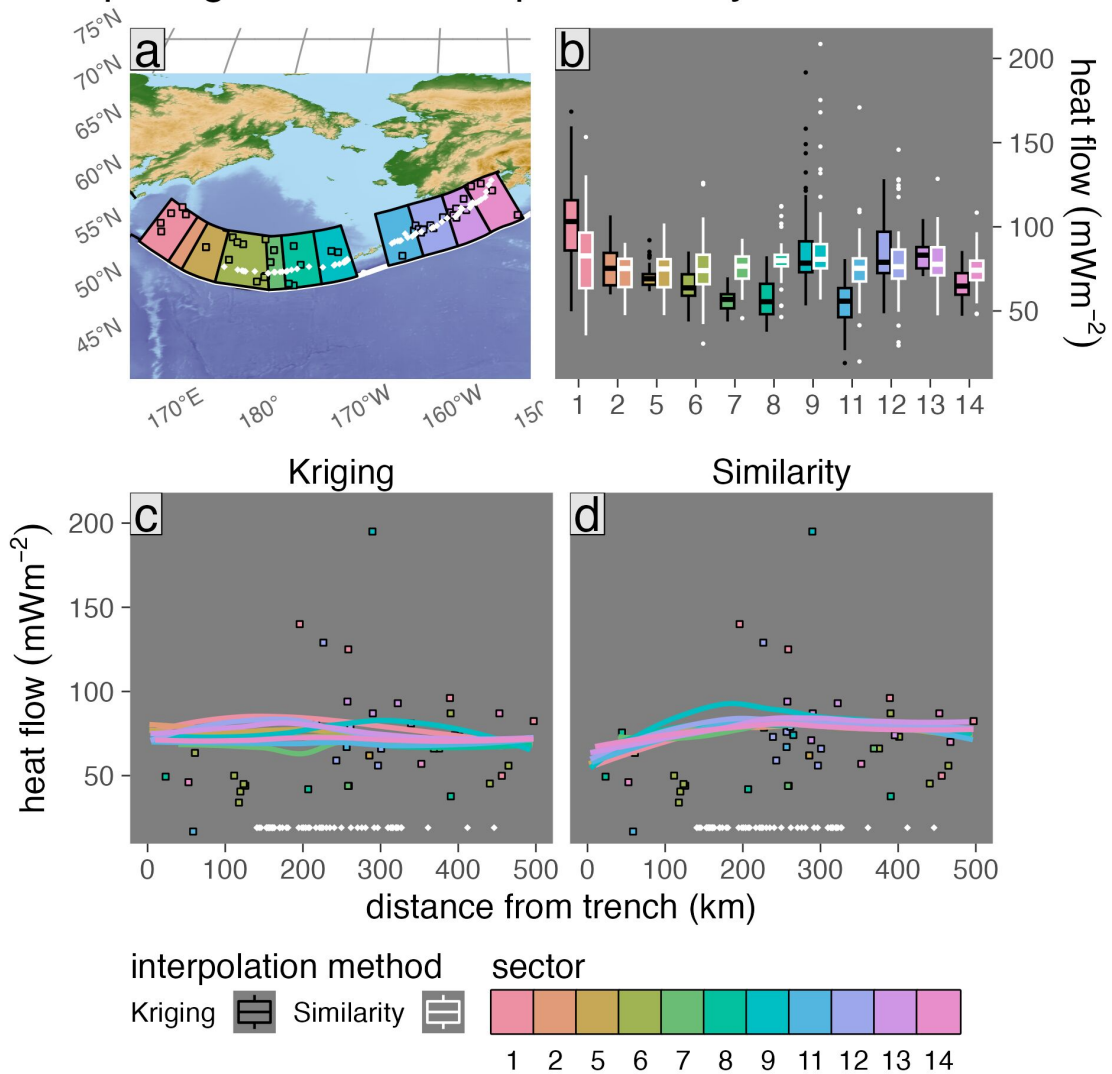 a
75°N
70°N
65°N
60°N
55°N
50°N
45°N
170°E
180°
170°W
160°W
b
200
150
100
50
heat flow (mWm⁻²)
1 2 5 6 7 8 9 11 12 13 14
Kriging
Similarity
c
d
heat flow (mWm⁻²)
200
150
100
50
0 100 200 300 400 500
0 100 200 300 400 500
distance from trench (km)
interpolation method
Kriging
Similarity
sector
1 2 5 6 7 8 9 11 12 13 14